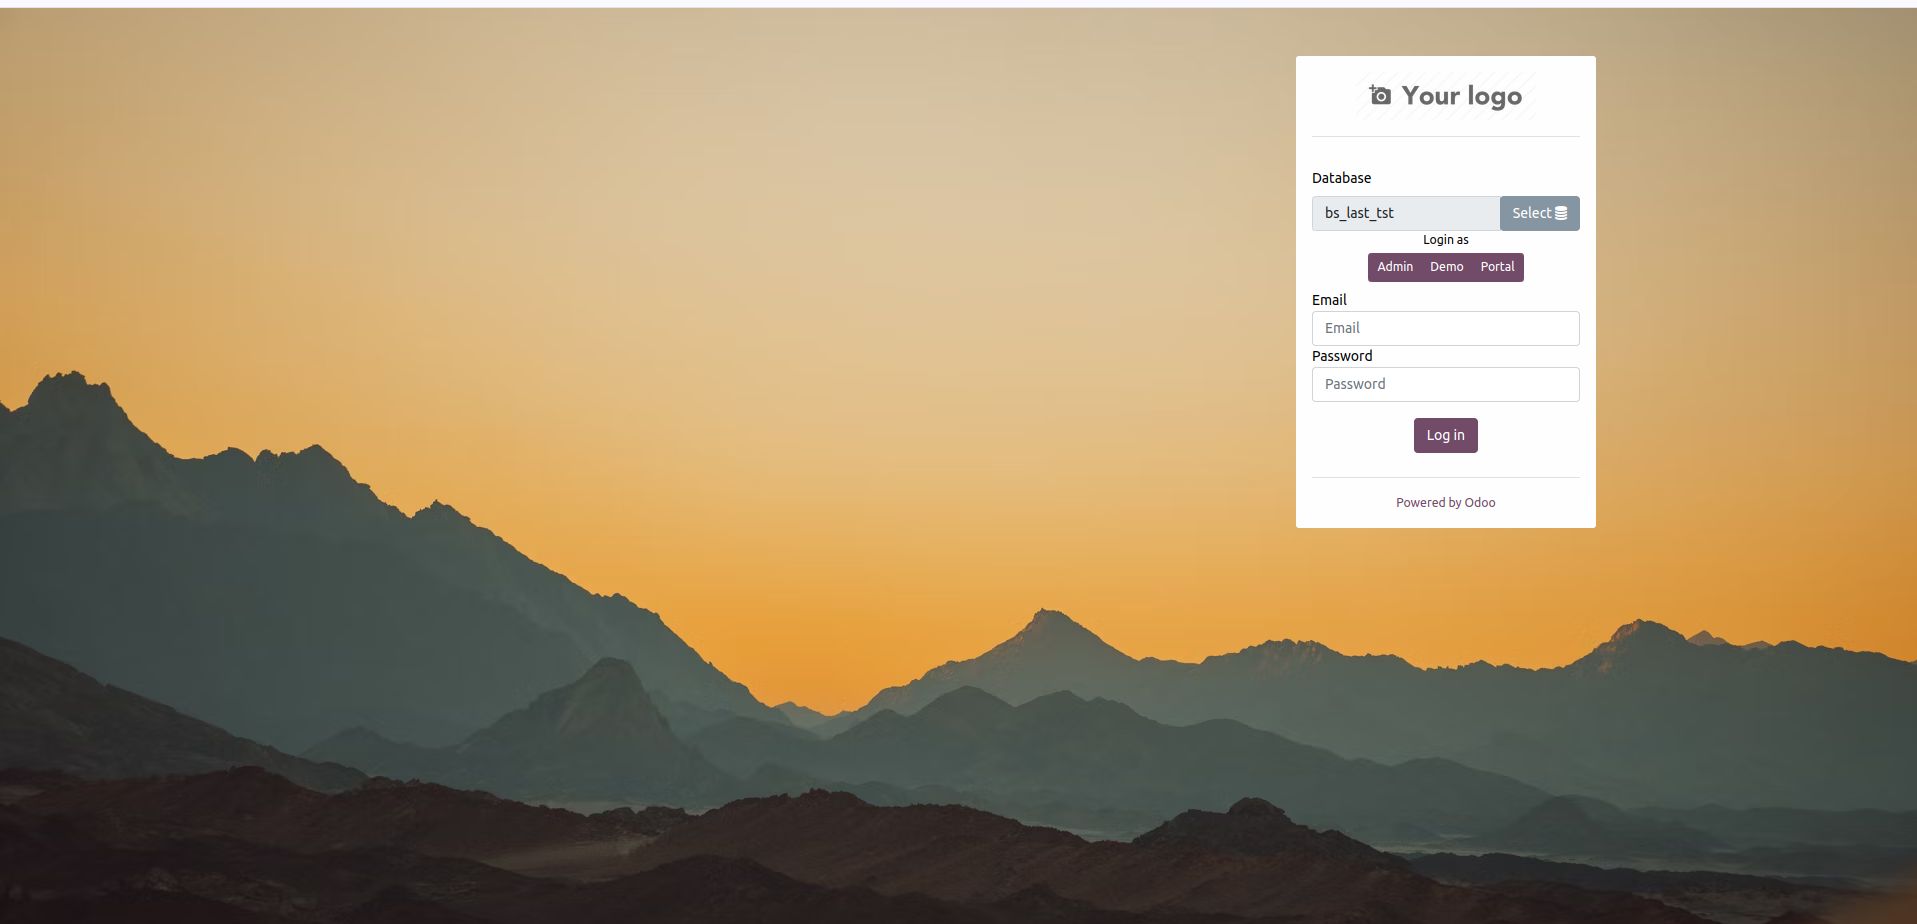 Your logo
Database
bs_last_tst Select
Login as
Admin Demo Portal
Email
Email
Password
Password
Log in
Powered by Odoo